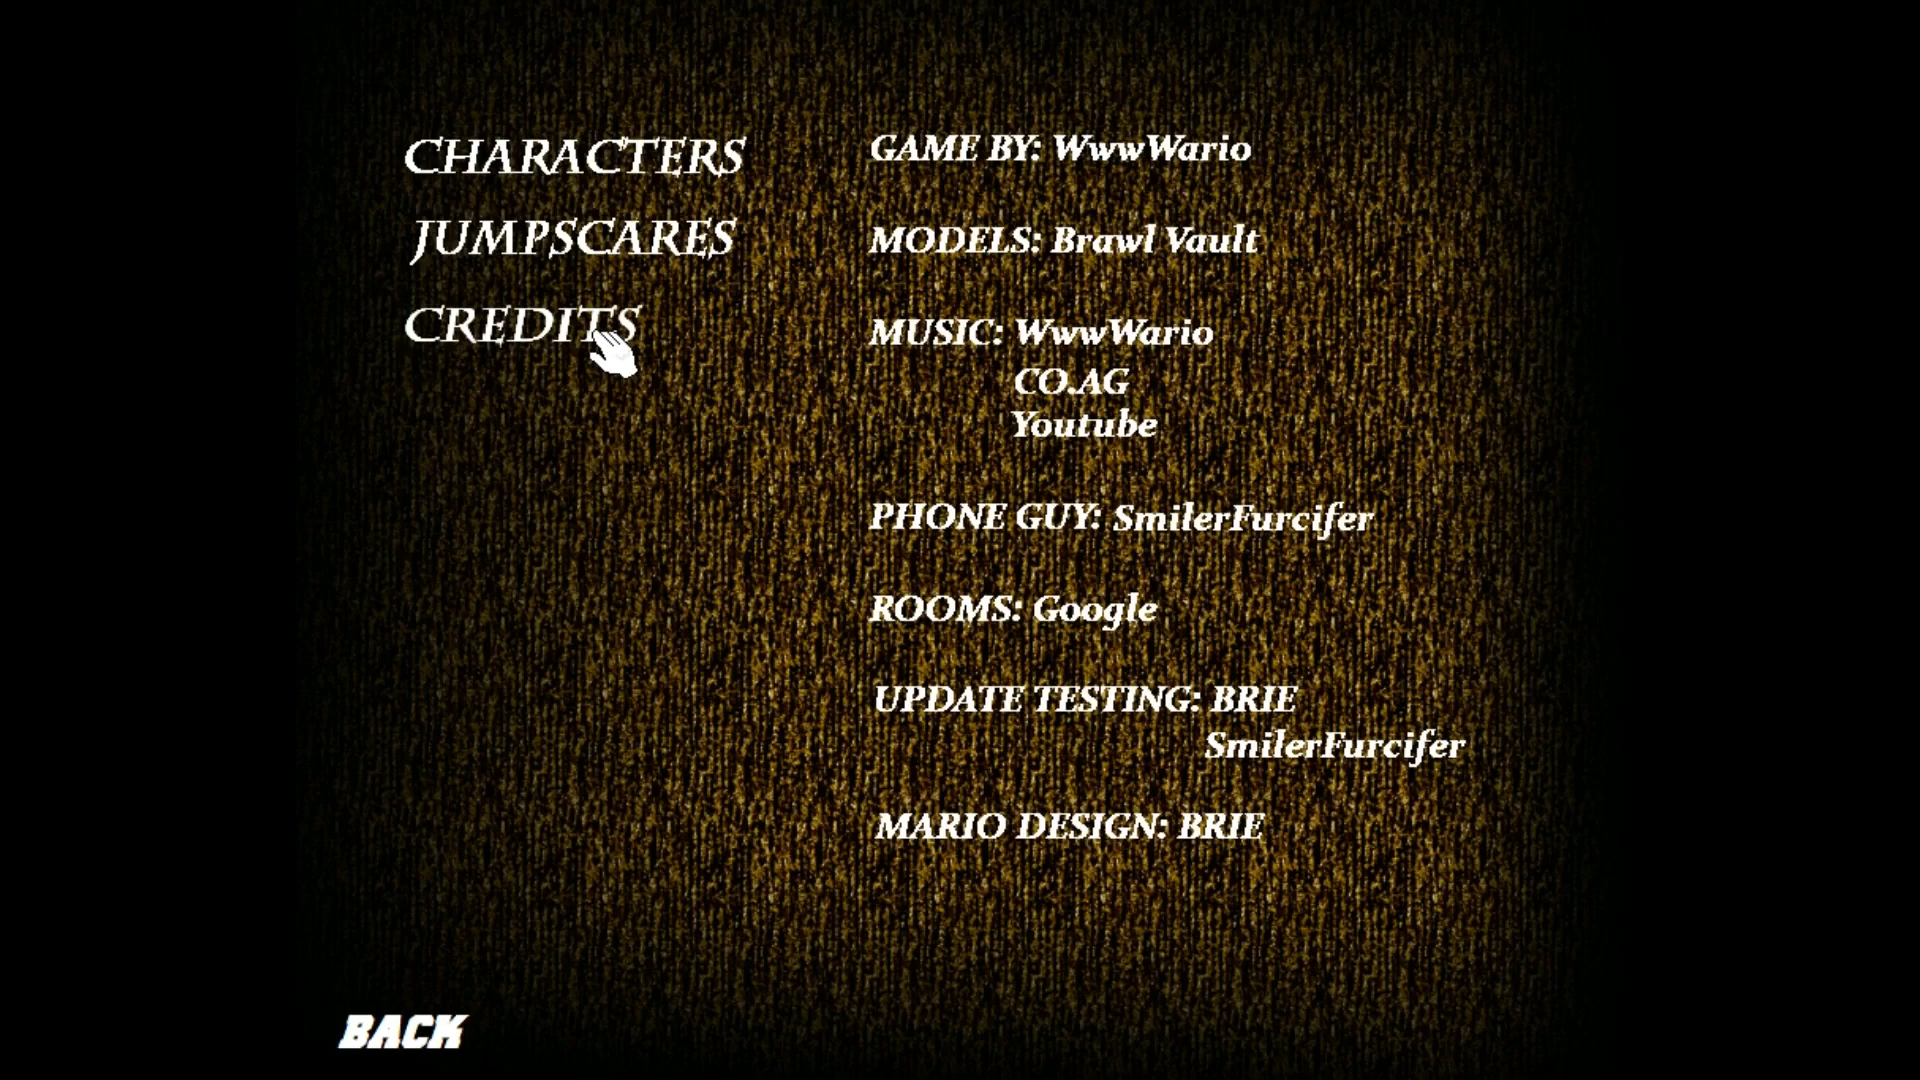 CHARACTERS
JUMPSCARES
CREDITS
GAME BY: WwwWario
MODELS: Brawl Vault
MUSIC: WwwWario
CO.AG
Youtube
PHONE GUY: SmilerFurcifer
ROOMS: Google
UPDATE TESTING: BRIE
SmilerFurcifer
MARIO DESIGN: BRIE
BACK